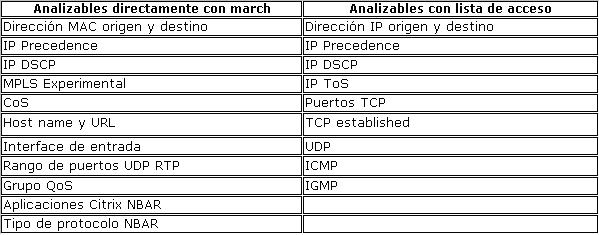 Analizables directamente con march Analizables con lista de acceso
Dirección MAC origen y destino Dirección IP origen y destino
IP Precedence IP Precedence
IP DSCP IP DSCP
MPLS Experimental IP ToS
CoS Puertos TCP
Host name y URL TCP established
Interface de entrada UDP
Rango de puertos UDP RTP ICMP
Grupo QoS IGMP
Aplicaciones Citrix NBAR
Tipo de protocolo NBAR